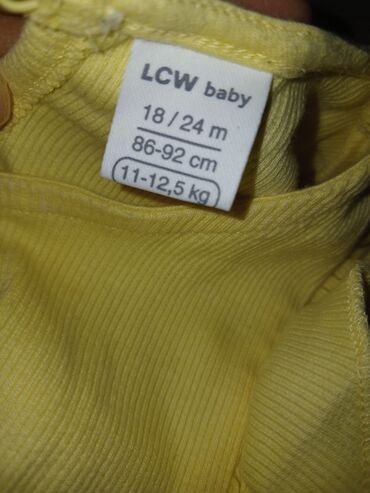 LCW baby
18 / 24 m
86-92 cm
11-12,5 kg